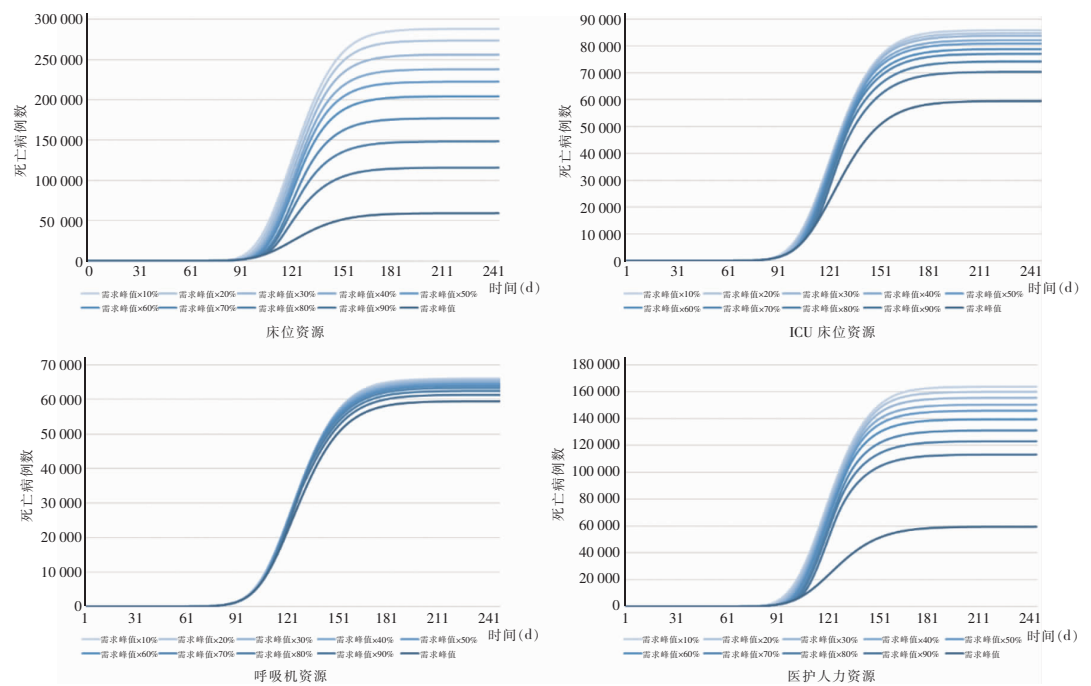 300 000
250 000
200 000
150 000
100 000
50 000
0
死亡病例数
0 31 61 91 121 151 181 211 241
时间(d)
需求峰值×10% 需求峰值×20% 需求峰值×30% 需求峰值×40% 需求峰值×50%
需求峰值×60% 需求峰值×70% 需求峰值×80% 需求峰值×90% 需求峰值
床位资源
90 000
80 000
70 000
60 000
50 000
40 000
30 000
20 000
10 000
0
死亡病例数
1 31 61 91 121 151 181 211 241
时间(d)
需求峰值×10% 需求峰值×20% 需求峰值×30% 需求峰值×40% 需求峰值×50%
需求峰值×60% 需求峰值×70% 需求峰值×80% 需求峰值×90% 需求峰值
ICU 床位资源
70 000
60 000
50 000
40 000
30 000
20 000
10 000
0
死亡病例数
1 31 61 91 121 151 181 211 241
时间(d)
需求峰值×10% 需求峰值×20% 需求峰值×30% 需求峰值×40% 需求峰值×50%
需求峰值×60% 需求峰值×70% 需求峰值×80% 需求峰值×90% 需求峰值
呼吸机资源
180 000
160 000
140 000
120 000
100 000
80 000
60 000
40 000
20 000
0
死亡病例数
1 31 61 91 121 151 181 211 241
时间(d)
需求峰值×10% 需求峰值×20% 需求峰值×30% 需求峰值×40% 需求峰值×50%
需求峰值×60% 需求峰值×70% 需求峰值×80% 需求峰值×90% 需求峰值
医护人力资源